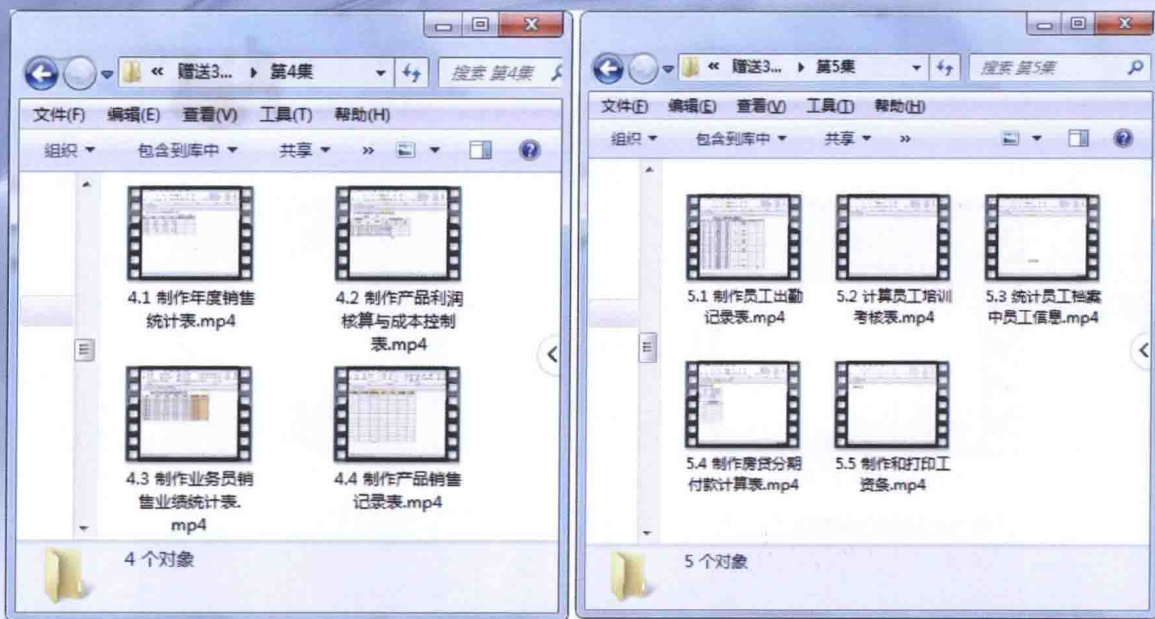 « 赠送3... ▸ 第4集
搜索 第4集
文件(F) 编辑(E) 查看(V) 工具(T) 帮助(H)
组织 包含到库中 共享 »
4.1 制作年度销售
统计表.mp4
4.2 制作产品利润
核算与成本控制
表.mp4
4.3 制作业务员销
售业绩统计表.
mp4
4.4 制作产品销售
记录表.mp4
4 个对象
« 赠送3... ▸ 第5集
搜索 第5集
文件(F) 编辑(E) 查看(V) 工具(T) 帮助(H)
组织 包含到库中 共享 »
5.1 制作员工出勤
记录表.mp4
5.2 计算员工培训
考核表.mp4
5.3 统计员工档案
中员工信息.mp4
5.4 制作房贷分期
付款计算表.mp4
5.5 制作和打印工
资条.mp4
5 个对象